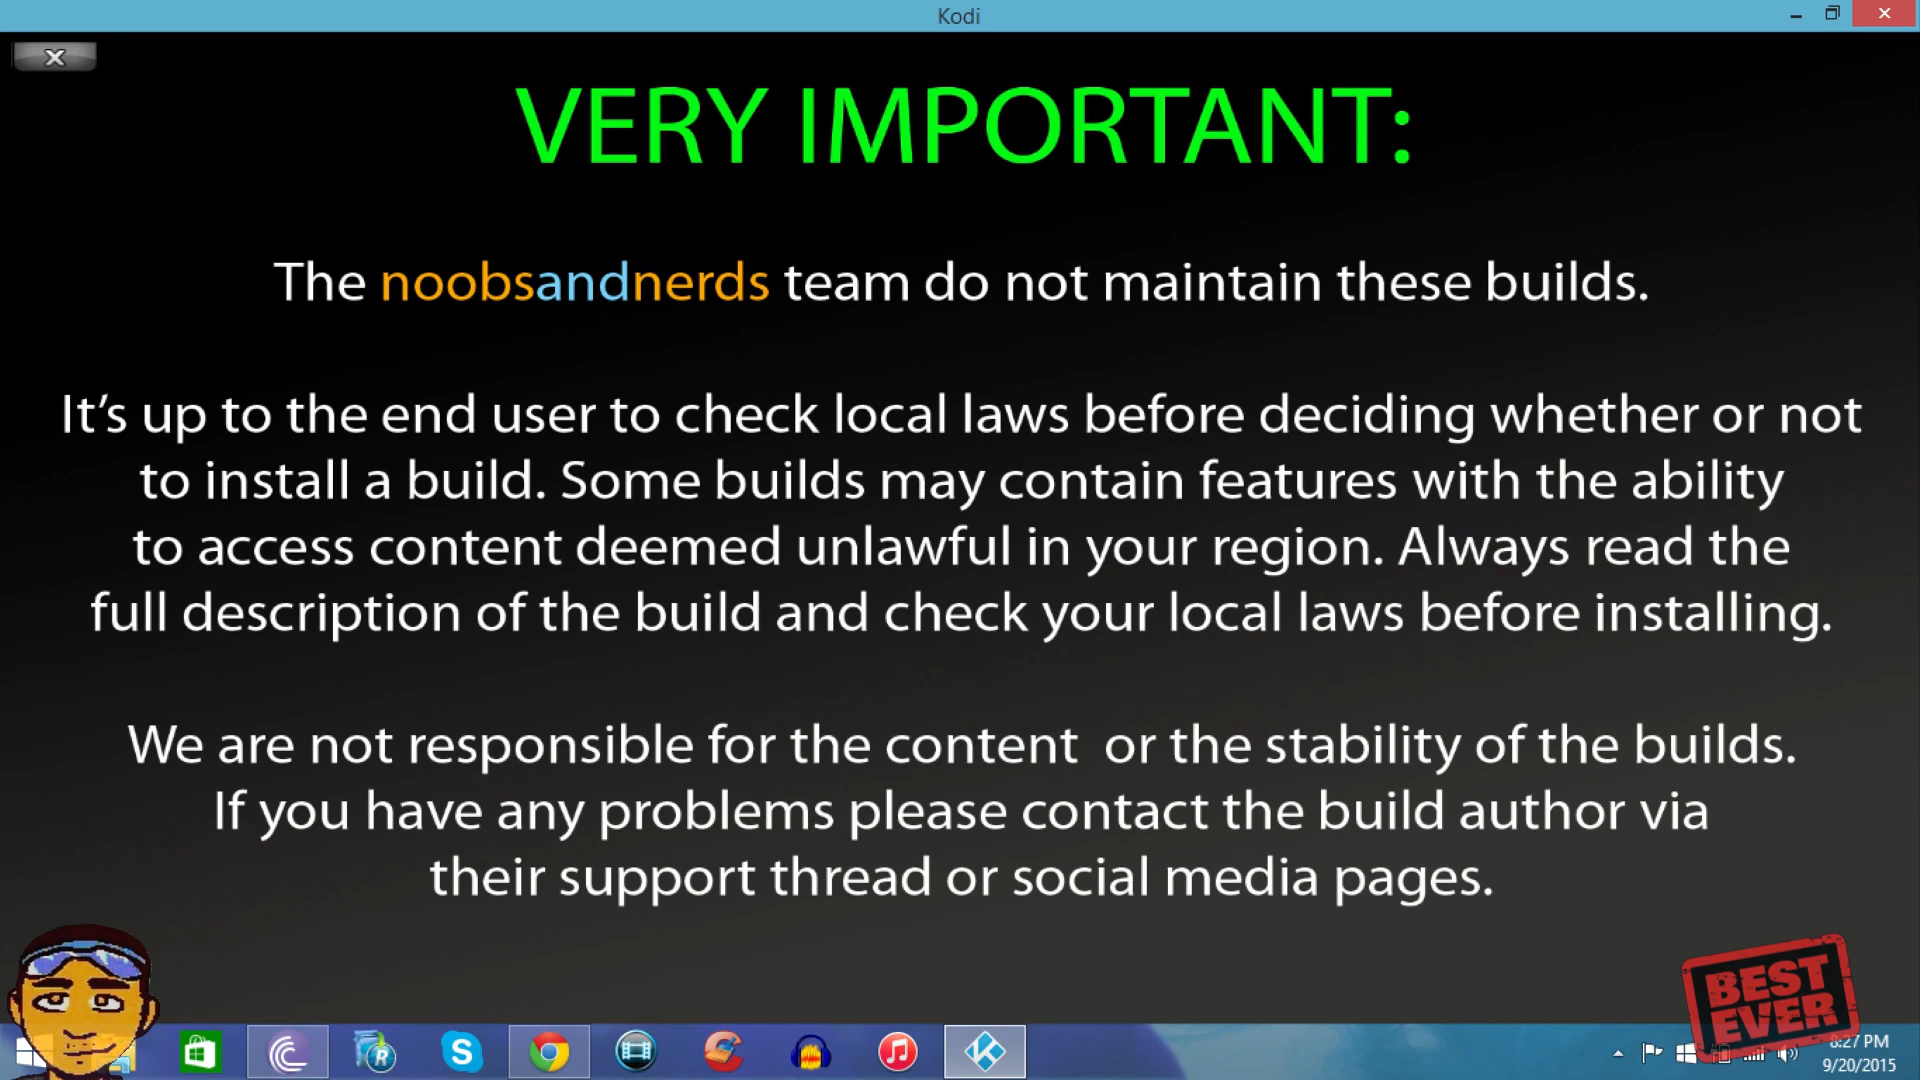 Kodi
VERY IMPORTANT:
The noobsandnerds team do not maintain these builds.
It's up to the end user to check local laws before deciding whether or not
to install a build. Some builds may contain features with the ability
to access content deemed unlawful in your region. Always read the
full description of the build and check your local laws before installing.
We are not responsible for the content  or the stability of the builds.
If you have any problems please contact the build author via
their support thread or social media pages.
BEST
EVER
:27 PM
9/20/2015